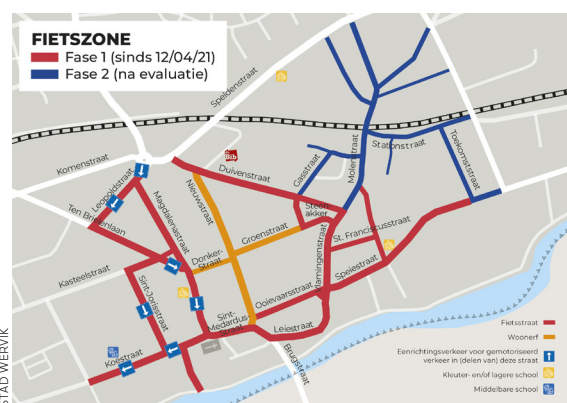 FIETSZONE
Fase 1 (sinds 12/04/21)
Fase 2 (na evaluatie)
Speldenstraat
Komenstraat
Leopoldstraat
Ten Brielenlaan
Magdalenastraat
Nieuwstraat
Duivenstraat
Gasstraat
Molenstraat
Stationstraat
Toekomststraat
Steen-
akker
Groenstraat
Donker-
Straat
St. Franciscusstraat
Vlamingenstraat
Speiestraat
Kasteelstraat
Sint-Jorisstraat
Ooievaarsstraat
Sint-
Medardus-
straat
Leiestraat
Koestraat
Brugstraat
Fietsstraat
Woonerf
Eenrichtingsverkeer voor gemotoriseerd
verkeer in (delen van) deze straat
Kleuter- en/of lagere school
Middelbare school
STAD WERVIK